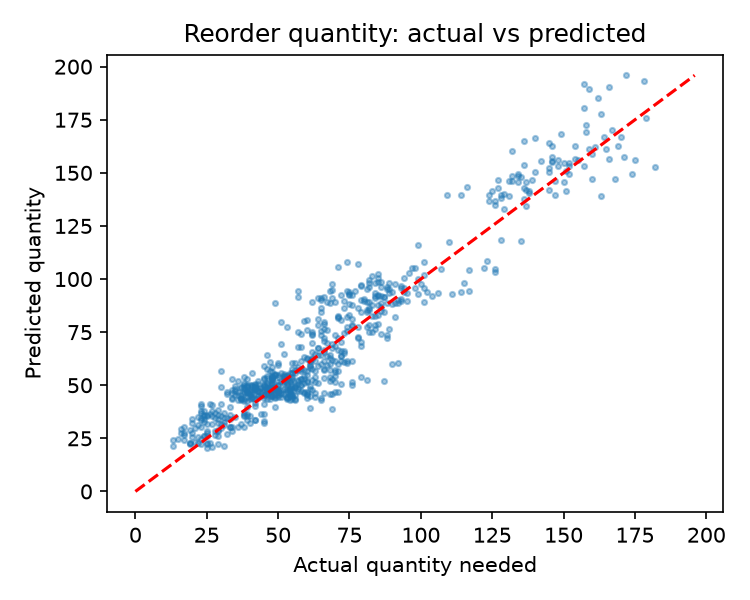 Reorder quantity: actual vs predicted
200
175
150
125
100
75
50
25
0
Predicted quantity
0 25 50 75 100 125 150 175 200
Actual quantity needed